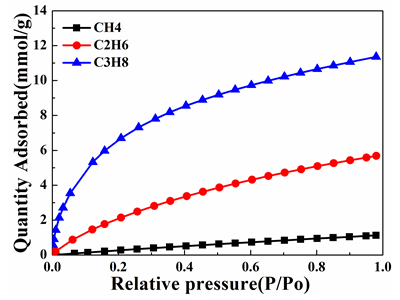 14
12
10
8
6
4
2
0
Quantity Adsorbed(mmol/g)
CH4
C2H6
C3H8
0.0 0.2 0.4 0.6 0.8 1.0
Relative pressure(P/Po)